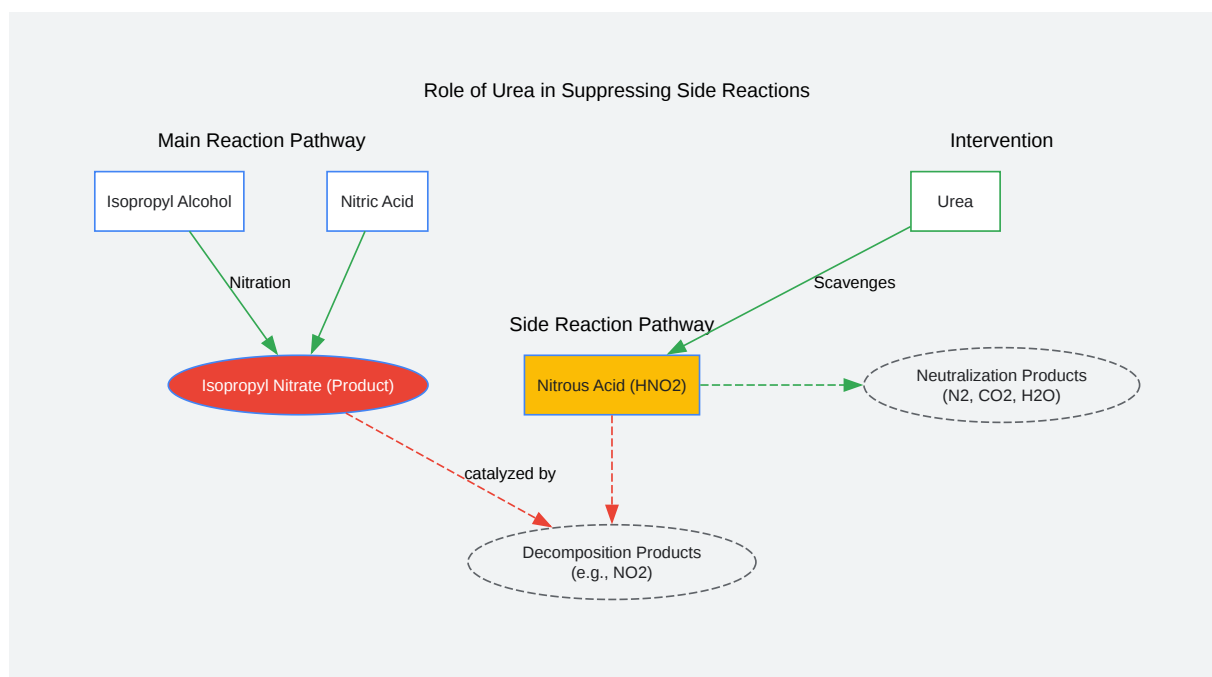 Role of Urea in Suppressing Side Reactions
Main Reaction Pathway
Intervention
Isopropyl Alcohol
Nitric Acid
Urea
Nitration
Scavenges
Side Reaction Pathway
Isopropyl Nitrate (Product)
Nitrous Acid (HNO2)
Neutralization Products
(N2, CO2, H2O)
catalyzed by
Decomposition Products
(e.g., NO2)